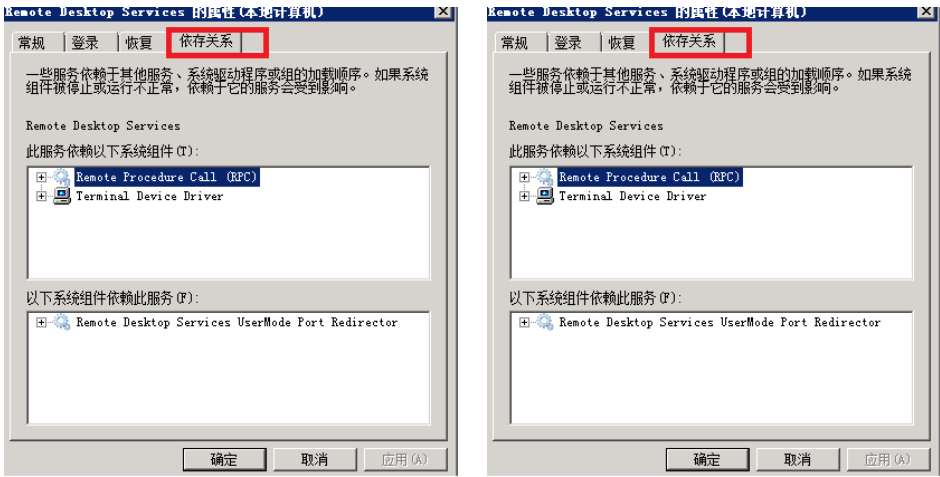 Remote Desktop Services 的属性(本地计算机)
常规 登录 恢复 依存关系
一些服务依赖于其他服务、系统驱动程序或组的加载顺序。如果系统
组件被停止或运行不正常，依赖于它的服务会受到影响。
Remote Desktop Services
此服务依赖以下系统组件(T):
Remote Procedure Call (RPC)
Terminal Device Driver
以下系统组件依赖此服务(F):
Remote Desktop Services UserMode Port Redirector
确定 取消 应用(A)
Remote Desktop Services 的属性(本地计算机)
常规 登录 恢复 依存关系
一些服务依赖于其他服务、系统驱动程序或组的加载顺序。如果系统
组件被停止或运行不正常，依赖于它的服务会受到影响。
Remote Desktop Services
此服务依赖以下系统组件(T):
Remote Procedure Call (RPC)
Terminal Device Driver
以下系统组件依赖此服务(F):
Remote Desktop Services UserMode Port Redirector
确定 取消 应用(A)